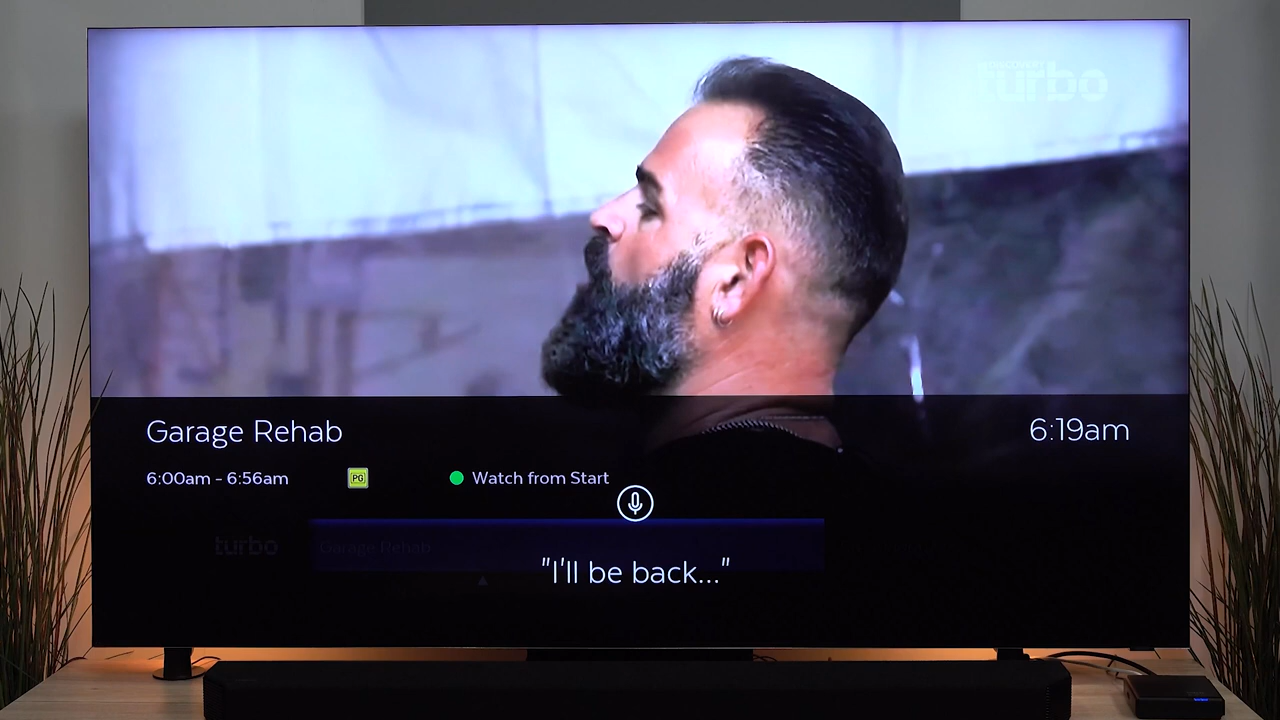 turbo
Garage Rehab
6:19am
6:00am - 6:56am
PG
Watch from Start
turbo
Garage Rehab
"I'll be back..."